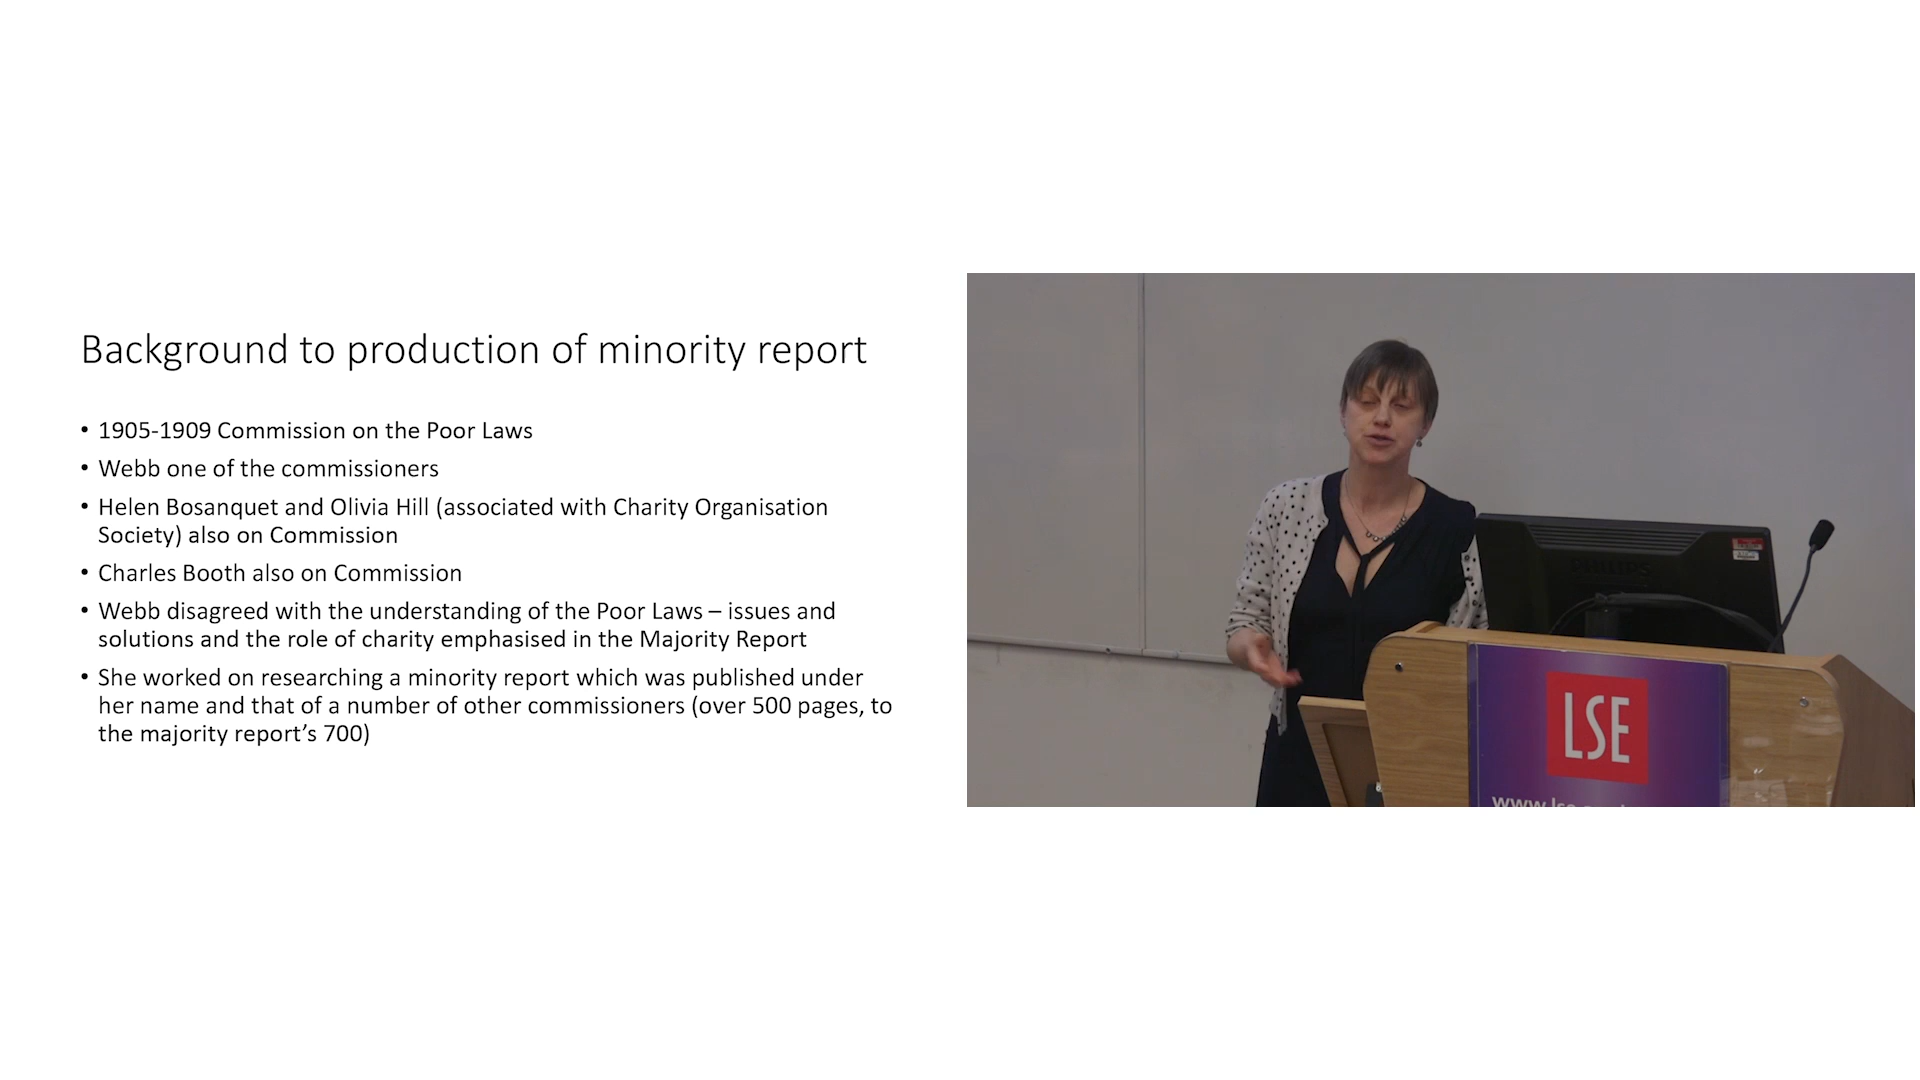 Background to production of minority report
• 1905-1909 Commission on the Poor Laws
• Webb one of the commissioners
• Helen Bosanquet and Olivia Hill (associated with Charity Organisation
Society) also on Commission
• Charles Booth also on Commission
• Webb disagreed with the understanding of the Poor Laws – issues and
solutions and the role of charity emphasised in the Majority Report
• She worked on researching a minority report which was published under
her name and that of a number of other commissioners (over 500 pages, to
the majority report’s 700)
PHILIPS
LSE